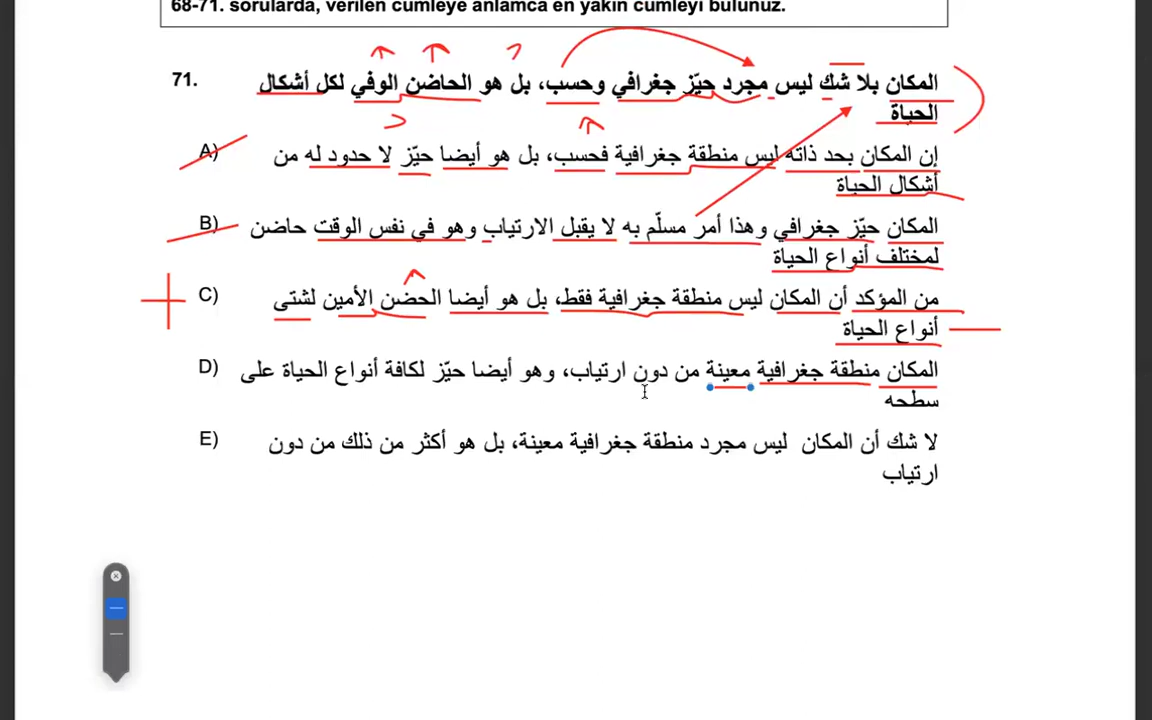 68-71. sorularda, verilen cümleye anlamca en yakın cümleyi bulunuz.
71. المكان بلا شك ليس مجرد حيّز جغرافي وحسب، بل هو الحاضن الوفي لكل أشكال
الحياة
A) إن المكان بحد ذاته ليس منطقة جغرافية فحسب، بل هو أيضا حيّز لا حدود له من
أشكال الحياة
B) المكان حيّز جغرافي وهذا أمر مسلّم به لا يقبل الارتياب وهو في نفس الوقت حاضن
لمختلف أنواع الحياة
C) من المؤكد أن المكان ليس منطقة جغرافية فقط، بل هو أيضا الحضن الأمين لشتى
أنواع الحياة
D) المكان منطقة جغرافية معينة من دون ارتياب، وهو أيضا حيّز لكافة أنواع الحياة على
سطحه
E) لا شك أن المكان ليس مجرد منطقة جغرافية معينة، بل هو أكثر من ذلك من دون
ارتياب